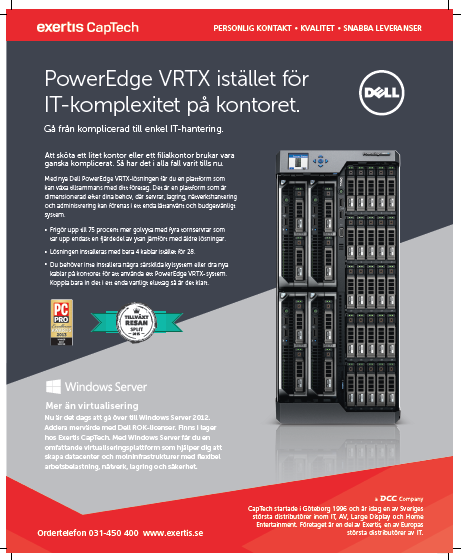 exertis CapTech
PERSONLIG KONTAKT • KVALITET • SNABBA LEVERANSER
PowerEdge VRTX istället för
IT-komplexitet på kontoret.
DELL
Gå från komplicerad till enkel IT-hantering.
Att sköta ett litet kontor eller ett filialkontor brukar vara
ganska komplicerat. Så har det i alla fall varit tills nu.
Med nya Dell PowerEdge VRTX-lösningen får du en plattform som
kan växa tillsammans med ditt företag. Det är en plattform som är
dimensionerad efter dina behov, där servrar, lagring, nätverkshantering
och administration kan förenas i ett enda lättanvänt och budgetvänligt
system.
• Frigör upp till 75 procent mer golvyta med fyra tornservrar som
tar upp endast en fjärdedel av ytan jämfört med äldre lösningar.
• Lösningen installeras med bara 4 kablar istället för 28.
• Du behöver inte installera några särskilda kylsystem eller dra nya
kablar på kontoret för att använda ett PowerEdge VRTX-system.
Koppla bara in det i ett enda vanligt eluttag så är det klart.
PC
PRO
2013
TILLVÄXT
RESAN
SPLIT
Windows Server
Mer än virtualisering
Nu är det dags att gå över till Windows Server 2012.
Addera mervärde med Dell ROK-licenser. Finns i lager
hos Exertis CapTech. Med Windows Server får du en
omfattande virtualiseringsplattform som hjälper dig att
skapa datacenter och molninfrastrukturer med flexibel
arbetsbelastning, nätverk, lagring och säkerhet.
a DCC Company
CapTech startade i Göteborg 1996 och är idag en av Sveriges
största distributörer inom IT, AV, Large Display och Home
Entertainment. Företaget är en del av Exertis, en av Europas
största distributörer av IT.
Ordertelefon 031-450 400 www.exertis.se